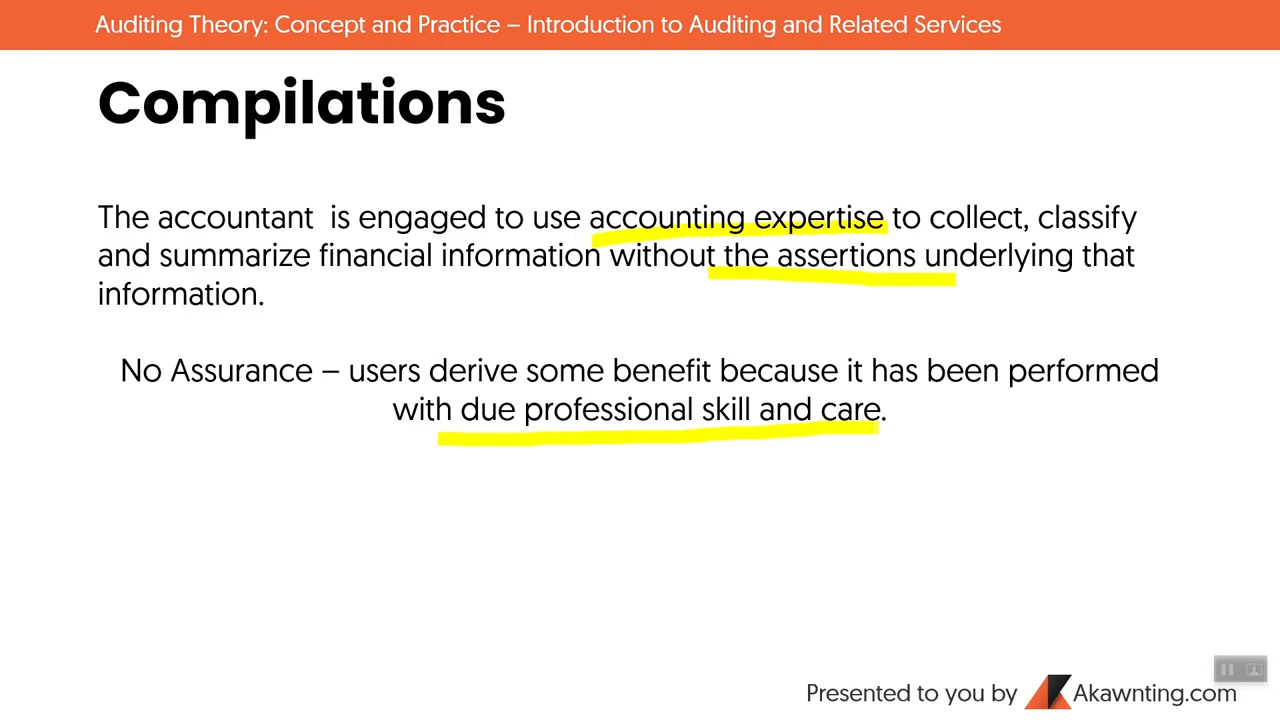 Auditing Theory: Concept and Practice – Introduction to Auditing and Related Services
Compilations
The accountant  is engaged to use accounting expertise to collect, classify
and summarize financial information without the assertions underlying that
information.
No Assurance – users derive some benefit because it has been performed
with due professional skill and care.
Presented to you by Akawnting.com